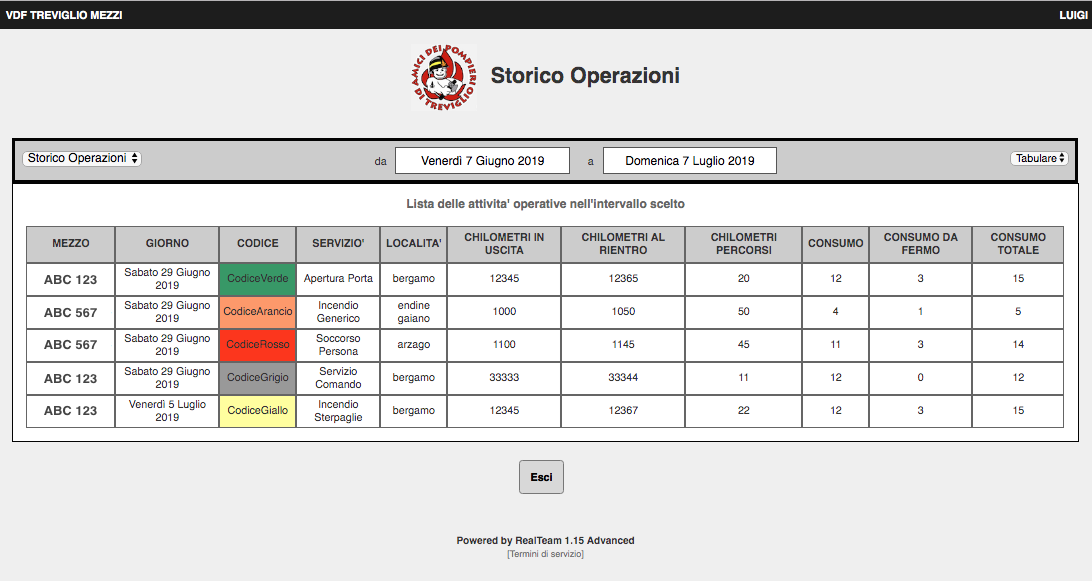 VDF TREVIGLIO MEZZI LUIGI
AMICI DEI POMPIERI
DI TREVIGLIO
Storico Operazioni
Storico Operazioni da Venerdì 7 Giugno 2019 a Domenica 7 Luglio 2019 Tabulare
Lista delle attivita' operative nell'intervallo scelto
MEZZO GIORNO CODICE SERVIZIO' LOCALITA' CHILOMETRI IN USCITA CHILOMETRI AL RIENTRO CHILOMETRI PERCORSI CONSUMO CONSUMO DA FERMO CONSUMO TOTALE
ABC 123 Sabato 29 Giugno 2019 CodiceVerde Apertura Porta bergamo 12345 12365 20 12 3 15
ABC 567 Sabato 29 Giugno 2019 CodiceArancio Incendio Generico endine gaiano 1000 1050 50 4 1 5
ABC 567 Sabato 29 Giugno 2019 CodiceRosso Soccorso Persona arzago 1100 1145 45 11 3 14
ABC 123 Sabato 29 Giugno 2019 CodiceGrigio Servizio Comando bergamo 33333 33344 11 12 0 12
ABC 123 Venerdì 5 Luglio 2019 CodiceGiallo Incendio Sterpaglie bergamo 12345 12367 22 12 3 15
Esci
Powered by RealTeam 1.15 Advanced
[Termini di servizio]